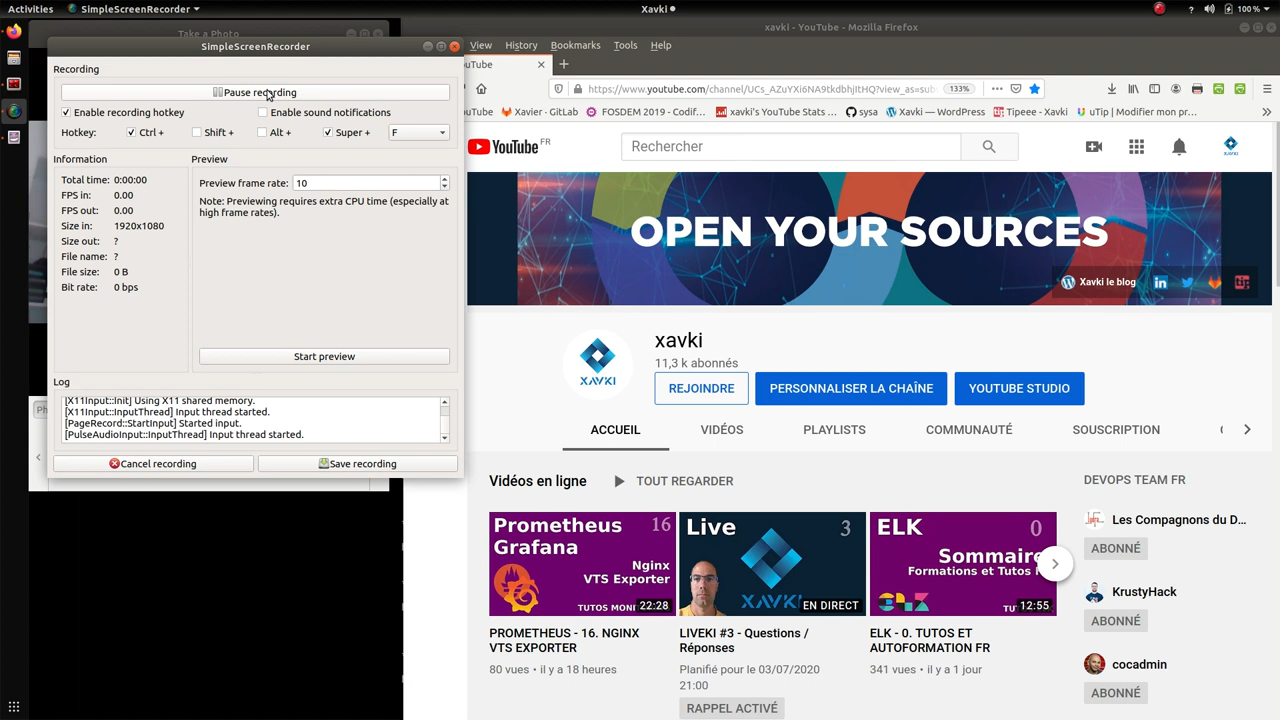 Activities
SimpleScreenRecorder
Xavki
?
100 %
Take a Photo
xavki - YouTube - Mozilla Firefox
SimpleScreenRecorder
View History Bookmarks Tools Help
Recording
Pause recording
Enable recording hotkey
Enable sound notifications
Hotkey: Ctrl + Shift + Alt + Super + F
Information
Total time: 0:00:00
FPS in: 0.00
FPS out: 0.00
Size in: 1920x1080
Size out: ?
File name: ?
File size: 0 B
Bit rate: 0 bps
Preview
Preview frame rate: 10
Note: Previewing requires extra CPU time (especially at
high frame rates).
Start preview
Log
[X11Input::Init] Using X11 shared memory.
[X11Input::InputThread] Input thread started.
[PageRecord::StartInput] Started input.
[PulseAudioInput::InputThread] Input thread started.
Cancel recording
Save recording
Ph
uTube
https://www.youtube.com/channel/UCs_AZuYXi6NA9tkdbhjItHQ?view_as=sub
133%
uTube
Xavier · GitLab
FOSDEM 2019 - Codif...
xavki's YouTube Stats ...
sysa
Xavki — WordPress
Tipeee - Xavki
uTip | Modifier mon pr...
YouTube FR
Rechercher
OPEN YOUR SOURCES
Xavki le blog
xavki
11,3 k abonnés
XAVKI
REJOINDRE
PERSONNALISER LA CHAÎNE
YOUTUBE STUDIO
ACCUEIL
VIDÉOS
PLAYLISTS
COMMUNAUTÉ
SOUSCRIPTION
Vidéos en ligne
TOUT REGARDER
Prometheus 16
Grafana
Nginx
VTS Exporter
22:28
PROMETHEUS - 16. NGINX
VTS EXPORTER
80 vues • il y a 18 heures
Live 3
XAVKI
EN DIRECT
LIVEKI #3 - Questions /
Réponses
Planifié pour le 03/07/2020
21:00
RAPPEL ACTIVÉ
ELK 0
Sommaire
Formations et Tutos
12:55
ELK - 0. TUTOS ET
AUTOFORMATION FR
341 vues • il y a 1 jour
DEVOPS TEAM FR
Les Compagnons du D...
ABONNÉ
KrustyHack
ABONNÉ
cocadmin
ABONNÉ